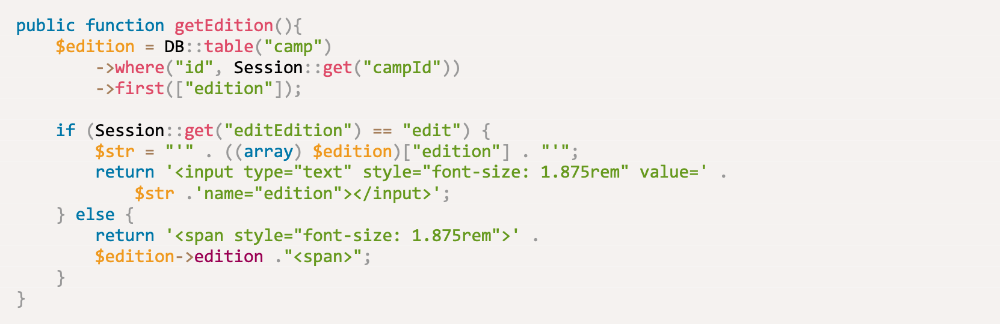 public function getEdition(){
    $edition = DB::table("camp")
        ->where("id", Session::get("campId"))
        ->first(["edition"]);

    if (Session::get("editEdition") == "edit") {
        $str = "'" . ((array) $edition)["edition"] . "'";
        return '<input type="text" style="font-size: 1.875rem" value=' .
            $str .'name="edition"></input>';
    } else {
        return '<span style="font-size: 1.875rem">' .
        $edition->edition ."<span>";
    }
}